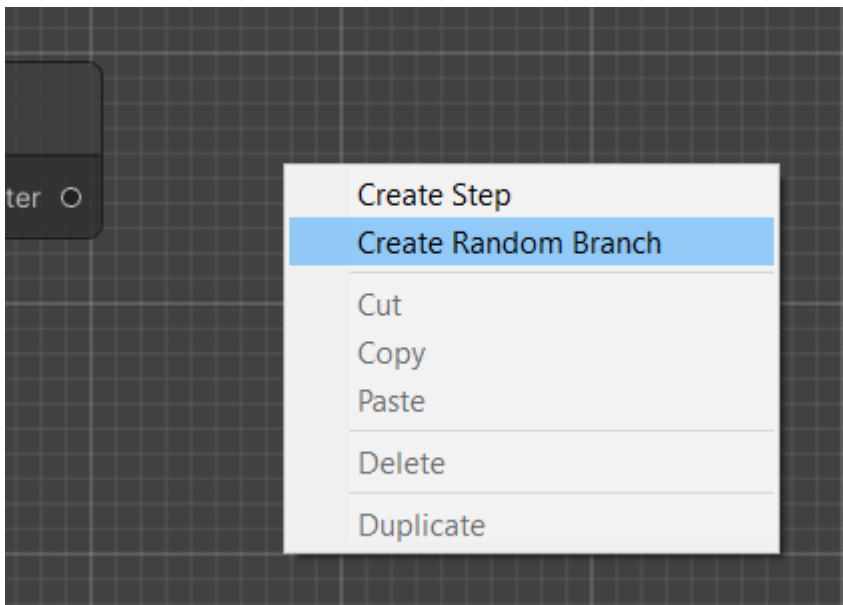 ter
Create Step
Create Random Branch
Cut
Copy
Paste
Delete
Duplicate